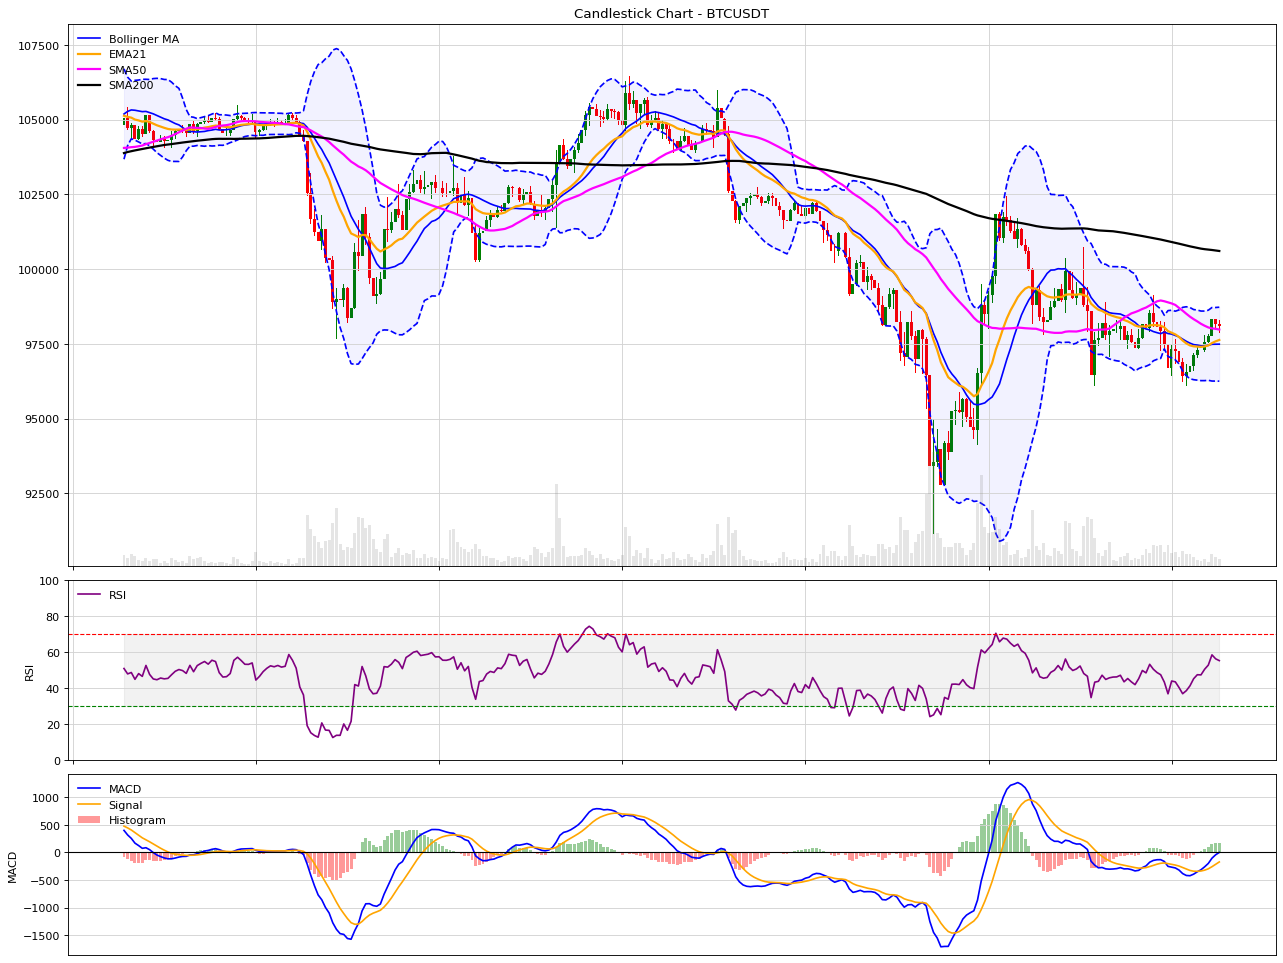 Candlestick Chart - BTCUSDT
Bollinger MA
EMA21
SMA50
SMA200
107500
105000
102500
100000
97500
95000
92500
RSI
100
80
60
40
20
0
RSI
MACD
Signal
Histogram
1000
500
0
−500
−1000
−1500
MACD